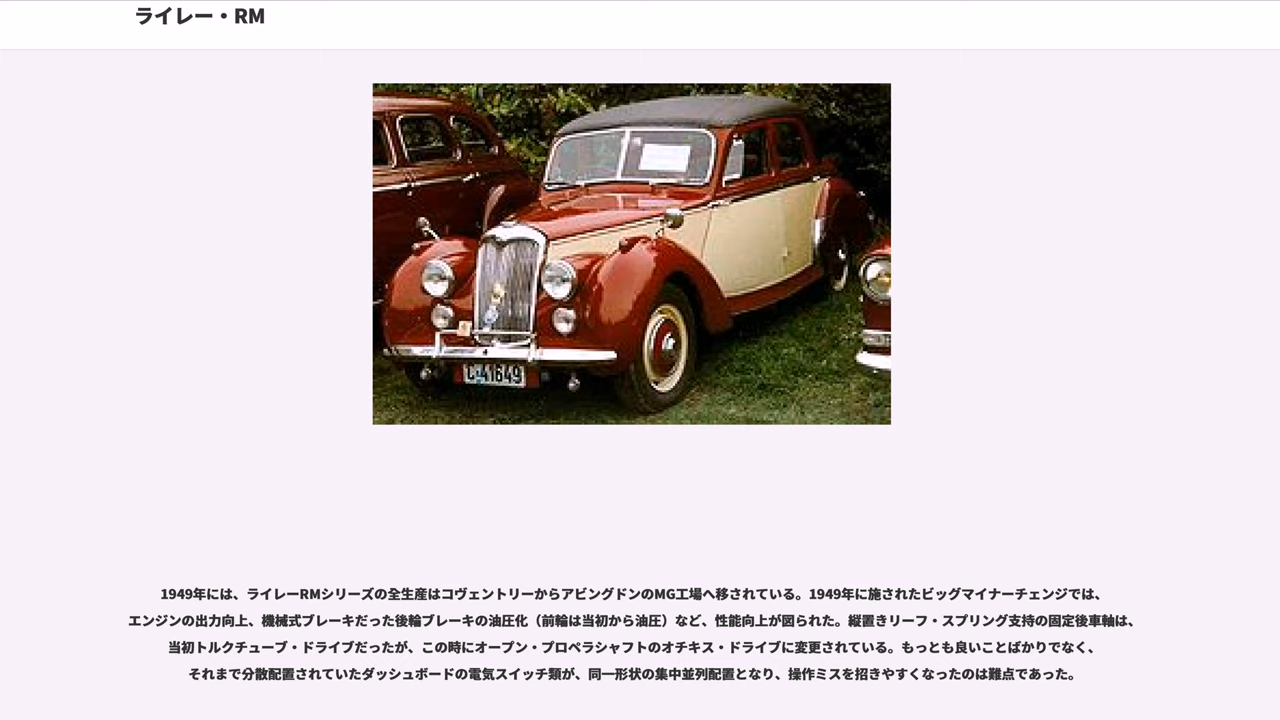 ライレー・RM
L-41649
1949年には、ライレーRMシリーズの全生産はコヴェントリーからアビングドンのMG工場へ移されている。1949年に施されたビッグマイナーチェンジでは、
エンジンの出力向上、機械式ブレーキだった後輪ブレーキの油圧化（前輪は当初から油圧）など、性能向上が図られた。縦置きリーフ・スプリング支持の固定後車軸は、
当初トルクチューブ・ドライブだったが、この時にオープン・プロペラシャフトのオチキス・ドライブに変更されている。もっとも良いことばかりでなく、
それまで分散配置されていたダッシュボードの電気スイッチ類が、同一形状の集中並列配置となり、操作ミスを招きやすくなったのは難点であった。